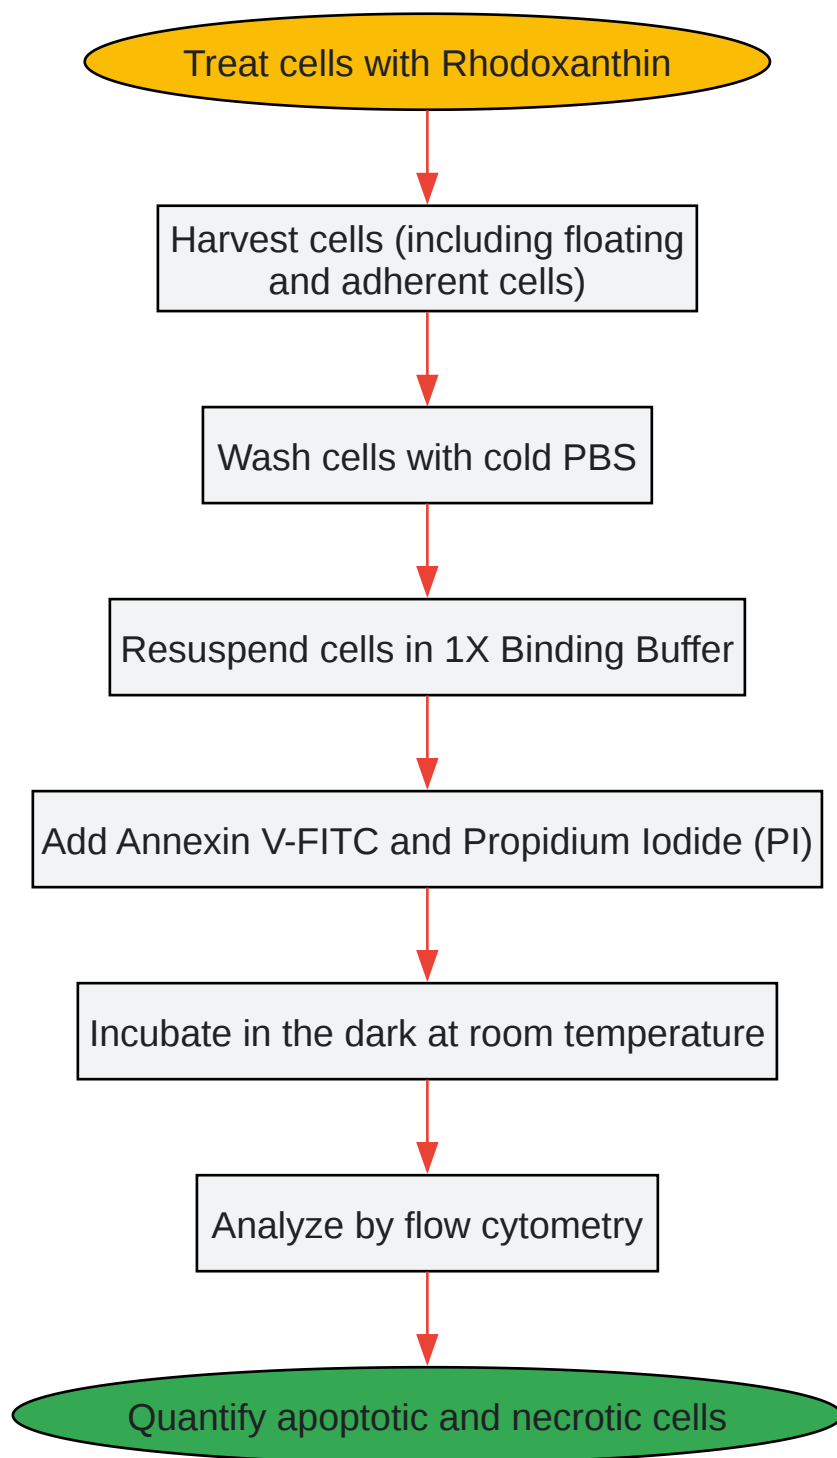 Treat cells with Rhodoxanthin
Harvest cells (including floating
and adherent cells)
Wash cells with cold PBS
Resuspend cells in 1X Binding Buffer
Add Annexin V-FITC and Propidium Iodide (PI)
Incubate in the dark at room temperature
Analyze by flow cytometry
Quantify apoptotic and necrotic cells